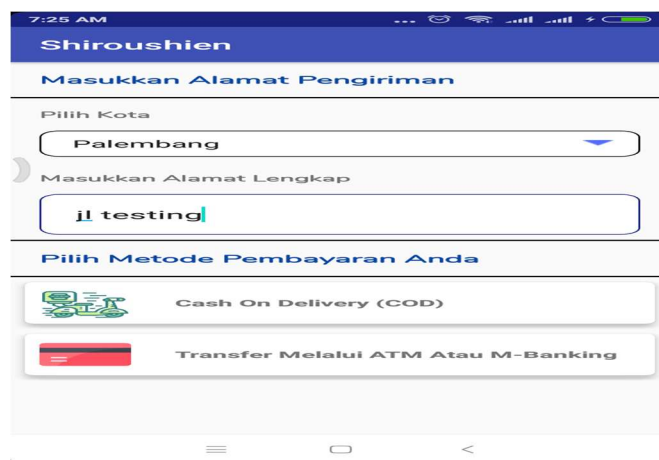 7:25 AM
Shiroushien
Masukkan Alamat Pengiriman
Pilih Kota
Palembang
Masukkan Alamat Lengkap
jl testing
Pilih Metode Pembayaran Anda
Cash On Delivery (COD)
Transfer Melalui ATM Atau M-Banking